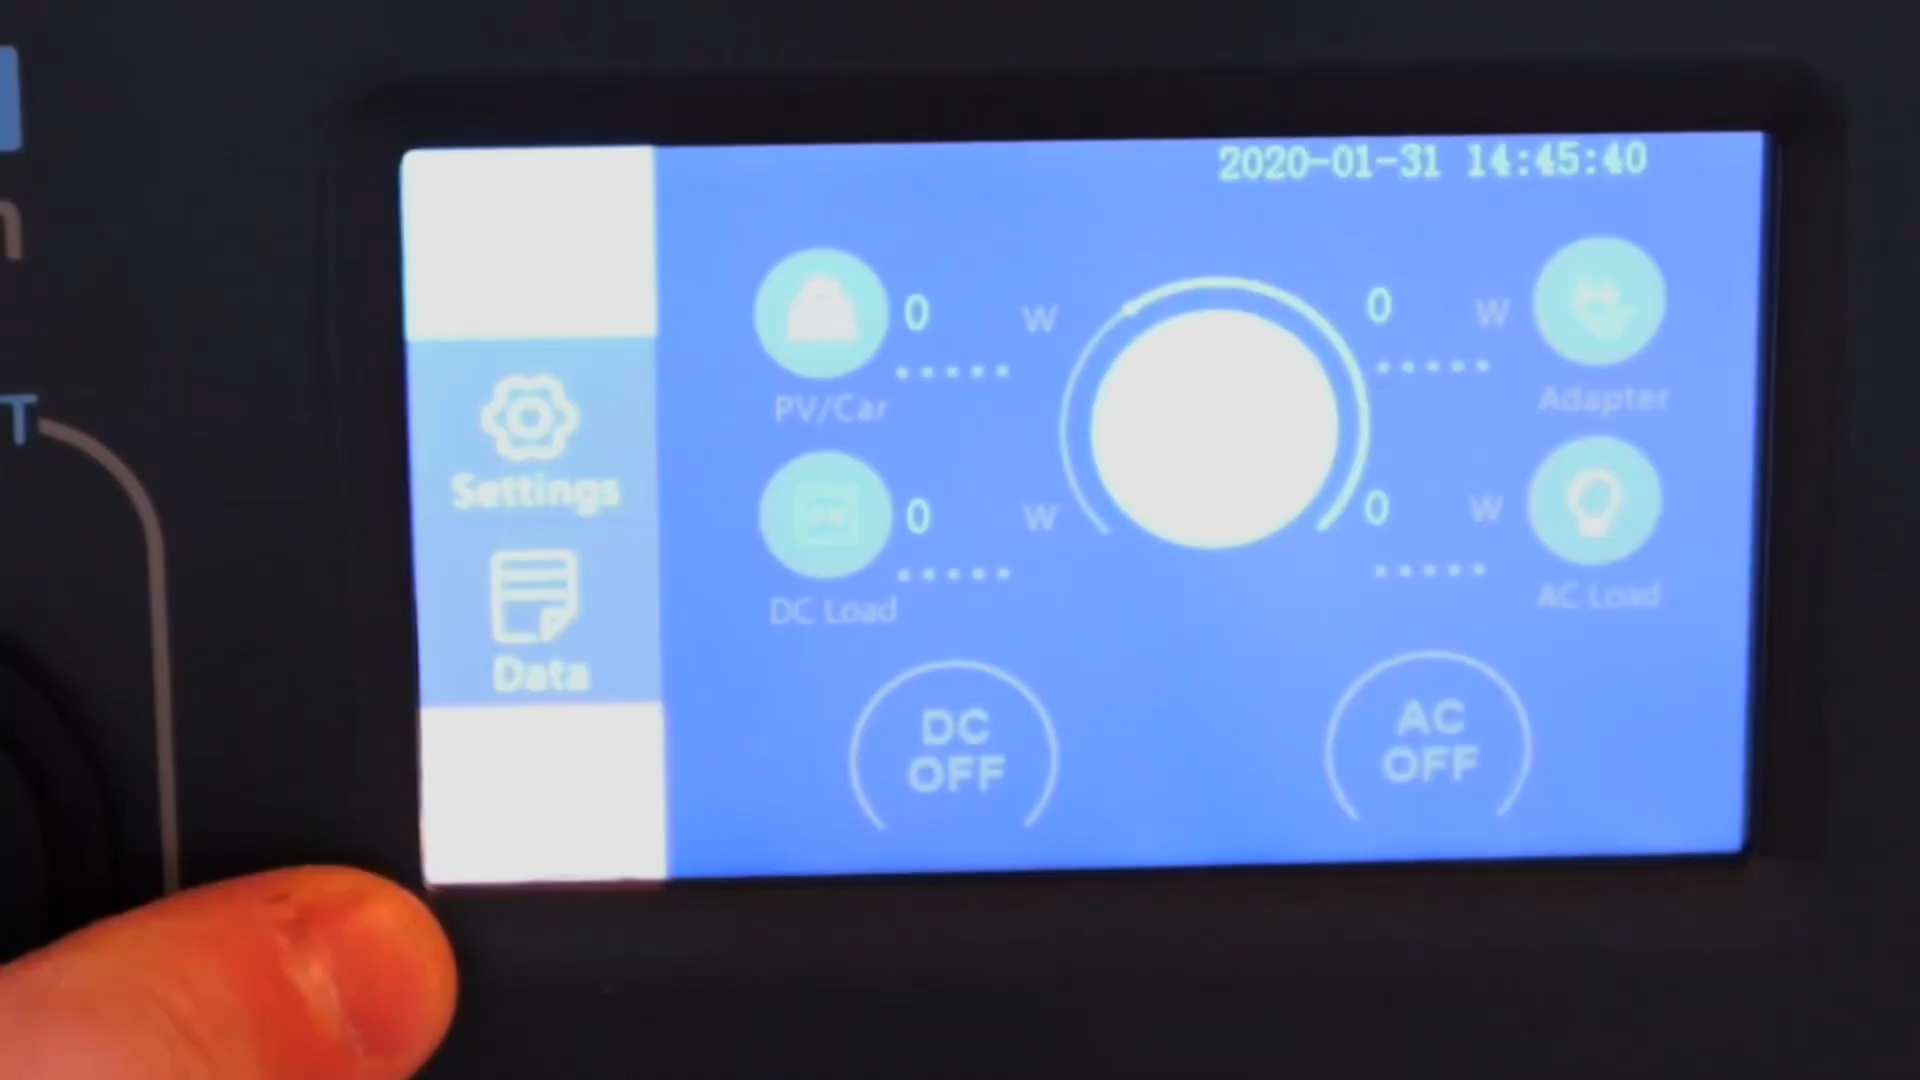 2020-01-31 14:45:40
0 W
0 W
PV/Car
Adapter
Settings
0 W
0 W
DC Load
AC Load
Data
DC
OFF
AC
OFF
T